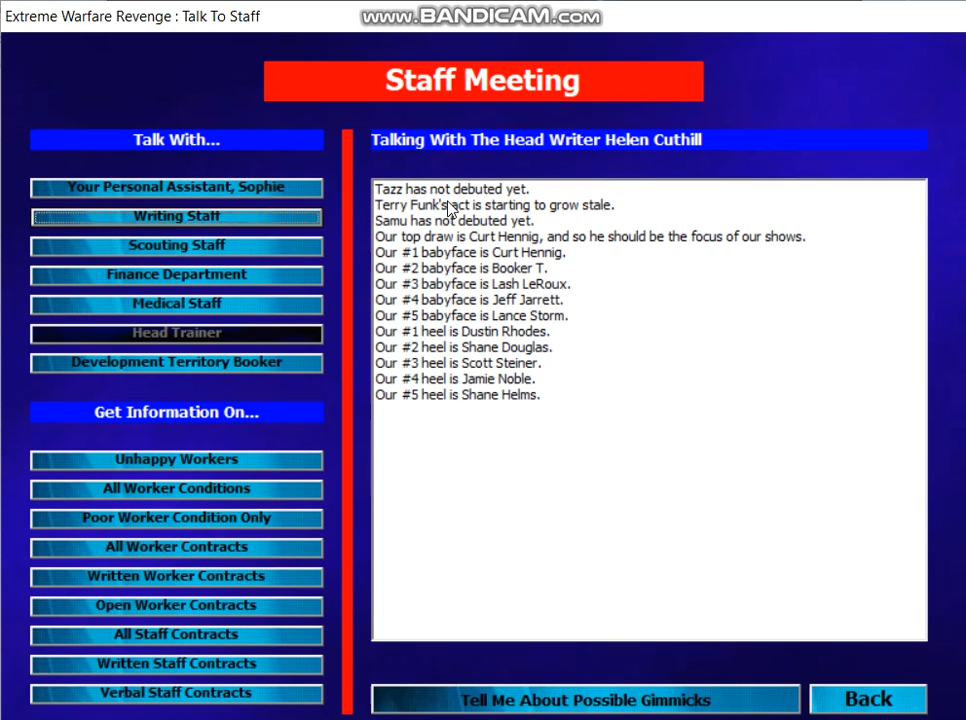 Extreme Warfare Revenge : Talk To Staff
www.BANDICAM.com
Staff Meeting
Talk With...
Your Personal Assistant, Sophie
Writing Staff
Scouting Staff
Finance Department
Medical Staff
Head Trainer
Development Territory Booker
Get Information On...
Unhappy Workers
All Worker Conditions
Poor Worker Condition Only
All Worker Contracts
Written Worker Contracts
Open Worker Contracts
All Staff Contracts
Written Staff Contracts
Verbal Staff Contracts
Talking With The Head Writer Helen Cuthill
Tazz has not debuted yet.
Terry Funk's act is starting to grow stale.
Samu has not debuted yet.
Our top draw is Curt Hennig, and so he should be the focus of our shows.
Our #1 babyface is Curt Hennig.
Our #2 babyface is Booker T.
Our #3 babyface is Lash LeRoux.
Our #4 babyface is Jeff Jarrett.
Our #5 babyface is Lance Storm.
Our #1 heel is Dustin Rhodes.
Our #2 heel is Shane Douglas.
Our #3 heel is Scott Steiner.
Our #4 heel is Jamie Noble.
Our #5 heel is Shane Helms.
Tell Me About Possible Gimmicks
Back